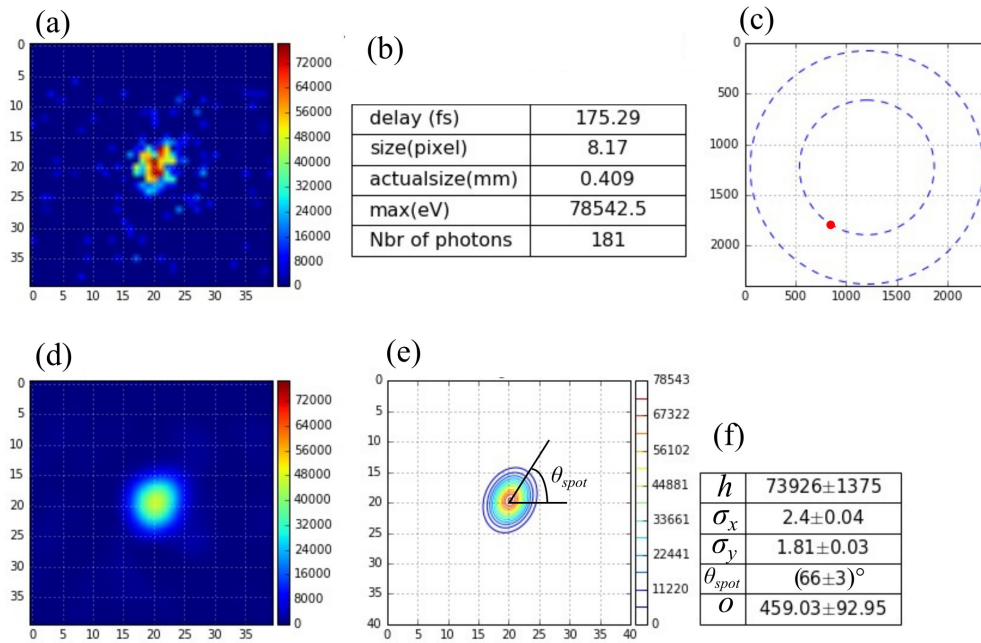 (a)
0
5
10
15
20
25
30
35
0 5 10 15 20 25 30 35
72000
64000
56000
48000
40000
32000
24000
16000
8000
0
(b)
delay (fs) 175.29
size(pixel) 8.17
actualsize(mm) 0.409
max(eV) 78542.5
Nbr of photons 181
(c)
0
500
1000
1500
2000
0 500 1000 1500 2000
(d)
0
5
10
15
20
25
30
35
0 5 10 15 20 25 30 35
72000
64000
56000
48000
40000
32000
24000
16000
8000
0
(e)
0
5
10
15
20
25
30
35
40
0 5 10 15 20 25 30 35 40
θspot
78543
67322
56102
44881
33661
22441
11220
0
(f)
h 73926±1375
σx 2.4±0.04
σy 1.81±0.03
θspot (66±3)°
o 459.03±92.95